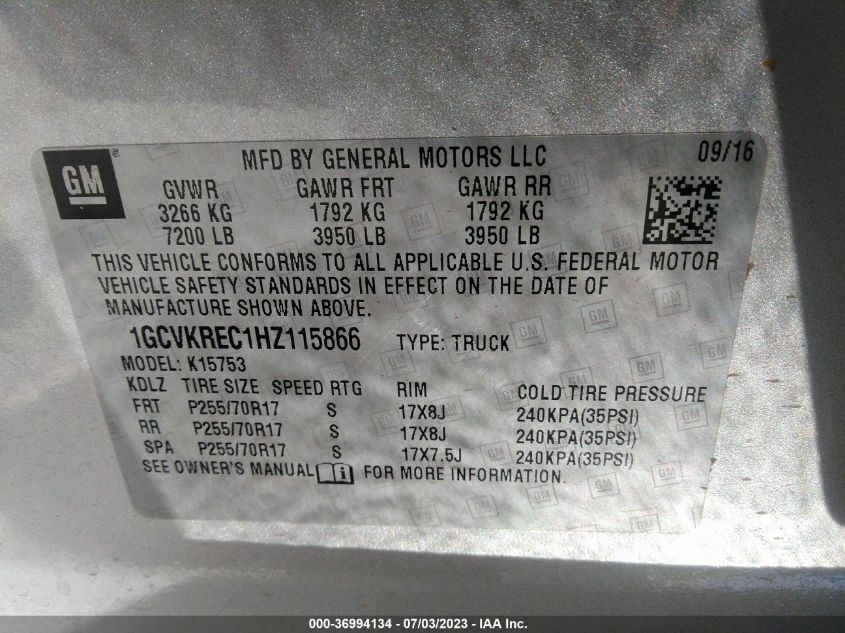 GM
®
MFD BY GENERAL MOTORS LLC 09/16
GVWR GAWR FRT GAWR RR
3266 KG 1792 KG 1792 KG
7200 LB 3950 LB 3950 LB
THIS VEHICLE CONFORMS TO ALL APPLICABLE U.S. FEDERAL MOTOR
VEHICLE SAFETY STANDARDS IN EFFECT ON THE DATE OF
MANUFACTURE SHOWN ABOVE.
1GCVKREC1HZ115866 TYPE: TRUCK
MODEL: K15753
KDLZ TIRE SIZE SPEED RTG RIM COLD TIRE PRESSURE
FRT P255/70R17 S 17X8J 240KPA(35PSI)
RR P255/70R17 S 17X8J 240KPA(35PSI)
SPA P255/70R17 S 17X7.5J 240KPA(35PSI)
SEE OWNER'S MANUAL FOR MORE INFORMATION.
000-36994134 - 07/03/2023 - IAA Inc.